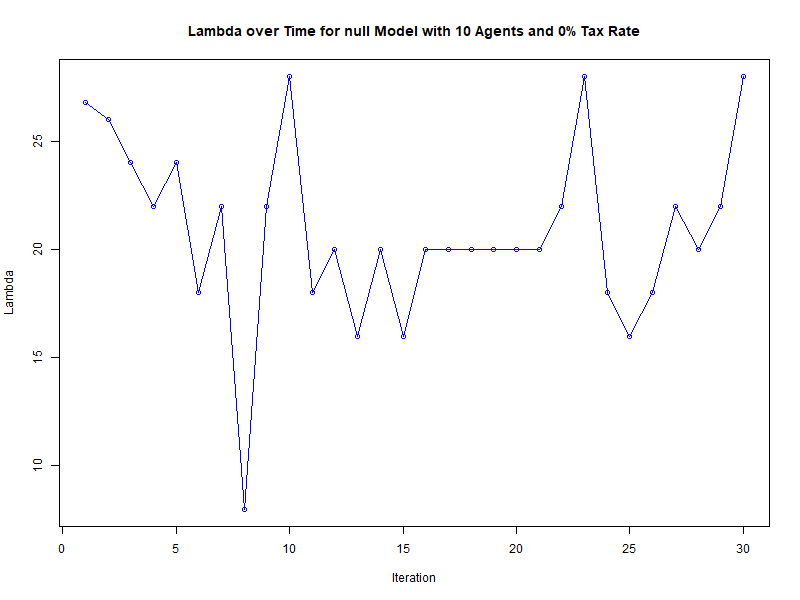 Lambda over Time for null Model with 10 Agents and 0% Tax Rate
25
20
15
10
Lambda
0 5 10 15 20 25 30
Iteration